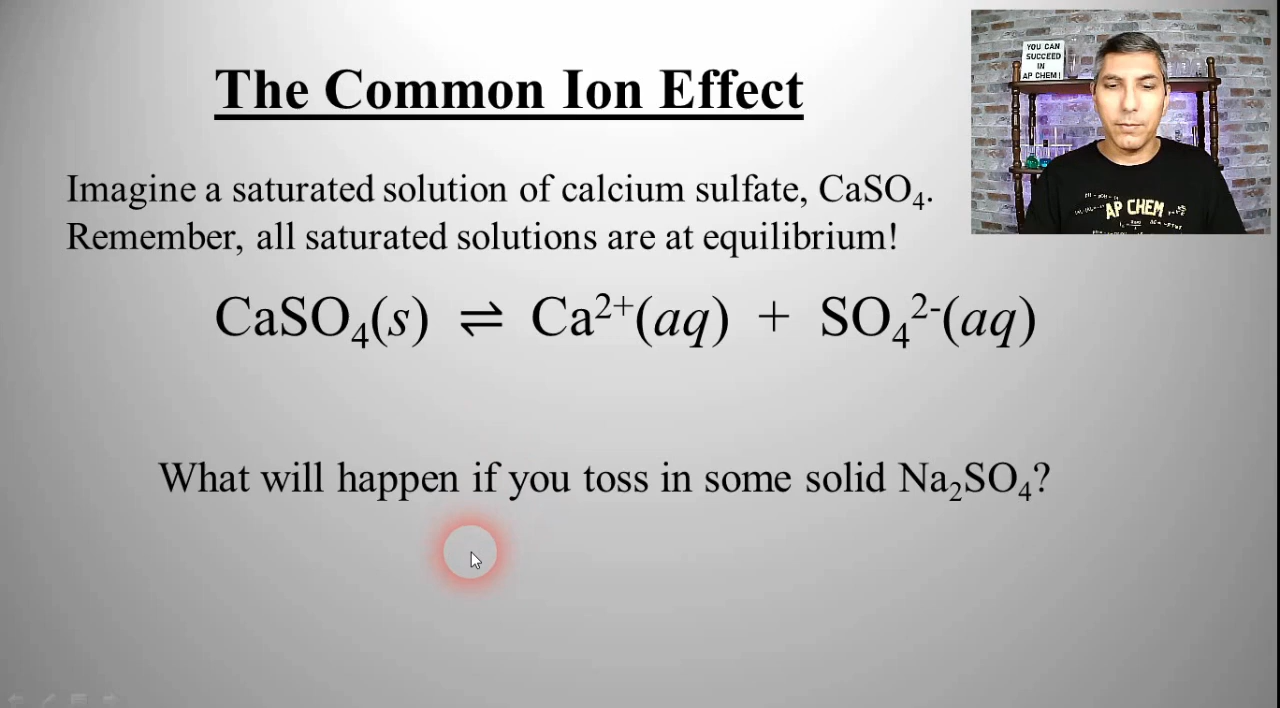 The Common Ion Effect
YOU CAN
SUCCEED
IN
AP CHEM!
Imagine a saturated solution of calcium sulfate, CaSO₄.
Remember, all saturated solutions are at equilibrium!
AP CHEM
CaSO₄(s) ⇌ Ca²⁺(aq) + SO₄²⁻(aq)
What will happen if you toss in some solid Na₂SO₄?